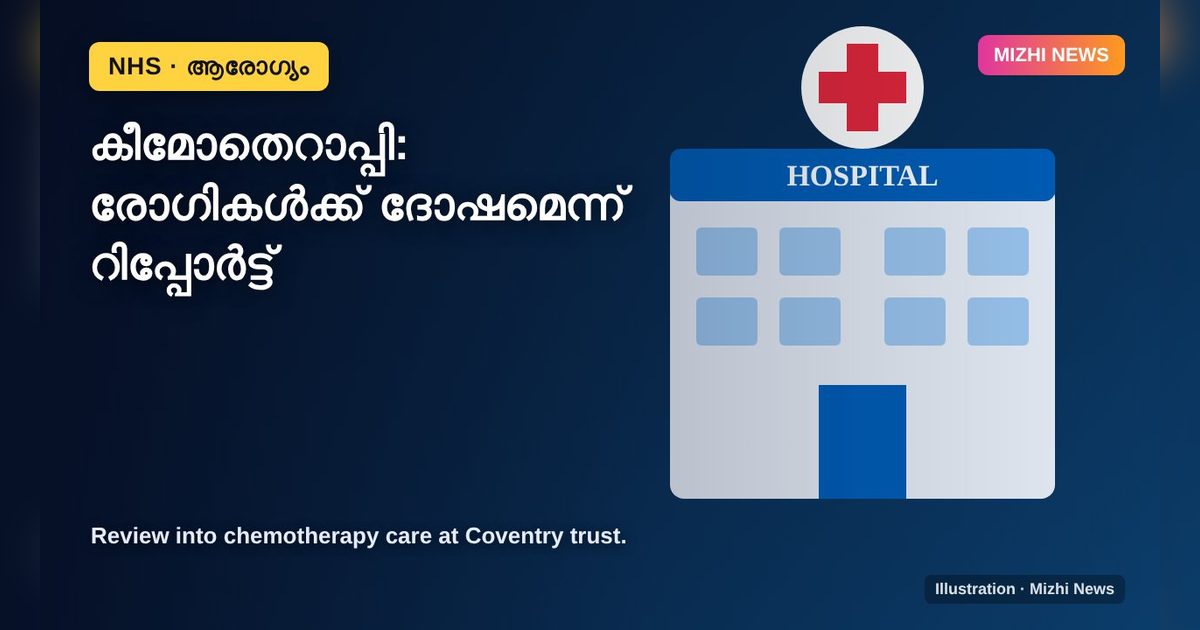 NHS · ആരോഗ്യം
MIZHI NEWS
കീമോതെറാപ്പി:
രോഗികൾക്ക് ദോഷമെന്ന്
റിപ്പോർട്ട്
HOSPITAL
Review into chemotherapy care at Coventry trust.
Illustration · Mizhi News